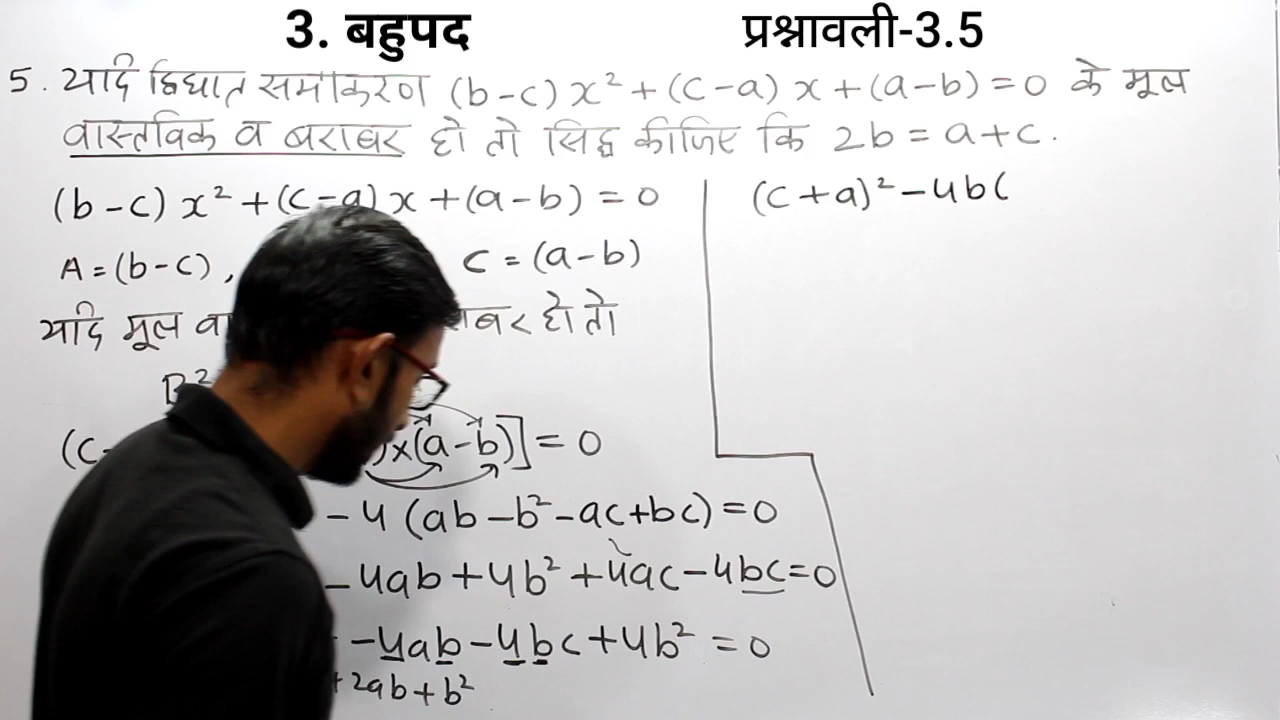 3. बहुपद प्रश्नावली-3.5
5. यदि द्विघात समीकरण (b-c) x² + (c-a) x + (a-b) = 0 के मूल
वास्तविक व बराबर हो तो सिद्ध कीजिए कि 2b = a+c.
(b-c) x² + (c-a) x + (a-b) = 0
A = (b-c) , C = (a-b)
यदि मूल हो तो
B²
(c- x(a-b)] = 0
- 4 (ab - b² - ac + bc) = 0
- 4ab + 4b² + 4ac - 4bc = 0
- 4ab - 4bc + 4b² = 0
+ 2ab + b²
(c+a)² - 4b(